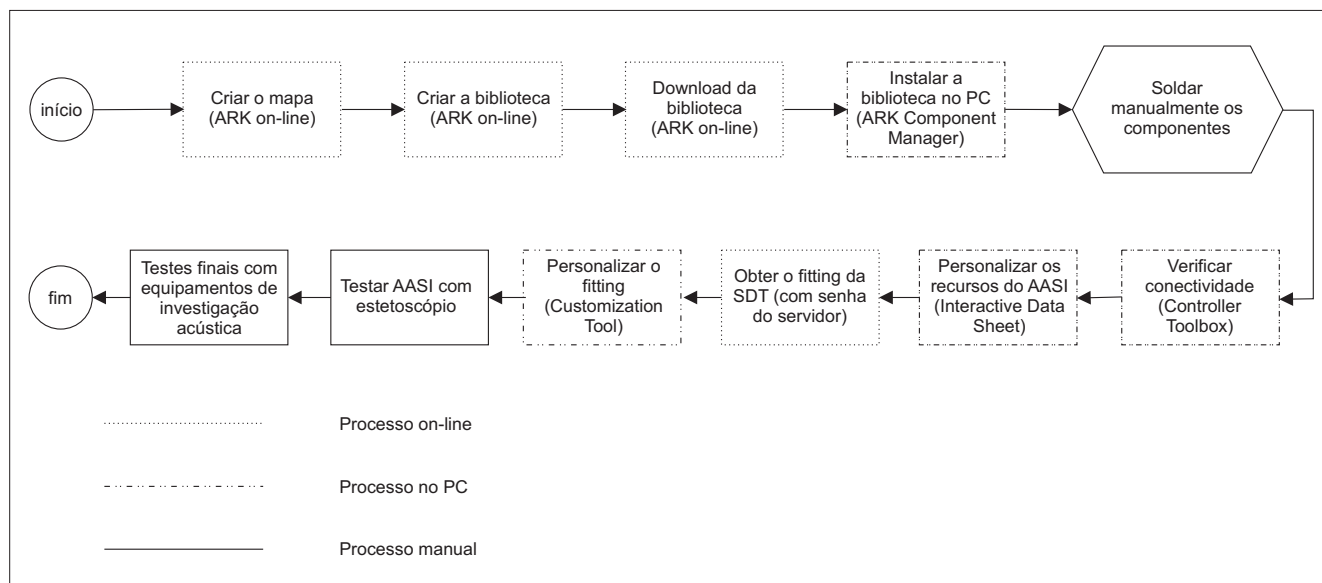 início
Criar o mapa
(ARK on-line)
Criar a biblioteca
(ARK on-line)
Download da
biblioteca
(ARK on-line)
Instalar a
biblioteca no PC
(ARK Component
Manager)
Soldar
manualmente os
componentes
fim
Testes finais com
equipamentos de
investigação
acústica
Testar AASI com
estetoscópio
Personalizar o
fitting
(Customization
Tool)
Obter o fitting da
SDT (com senha
do servidor)
Personalizar os
recursos do AASI
(Interactive Data
Sheet)
Verificar
conectividade
(Controller
Toolbox)
Processo on-line
Processo no PC
Processo manual